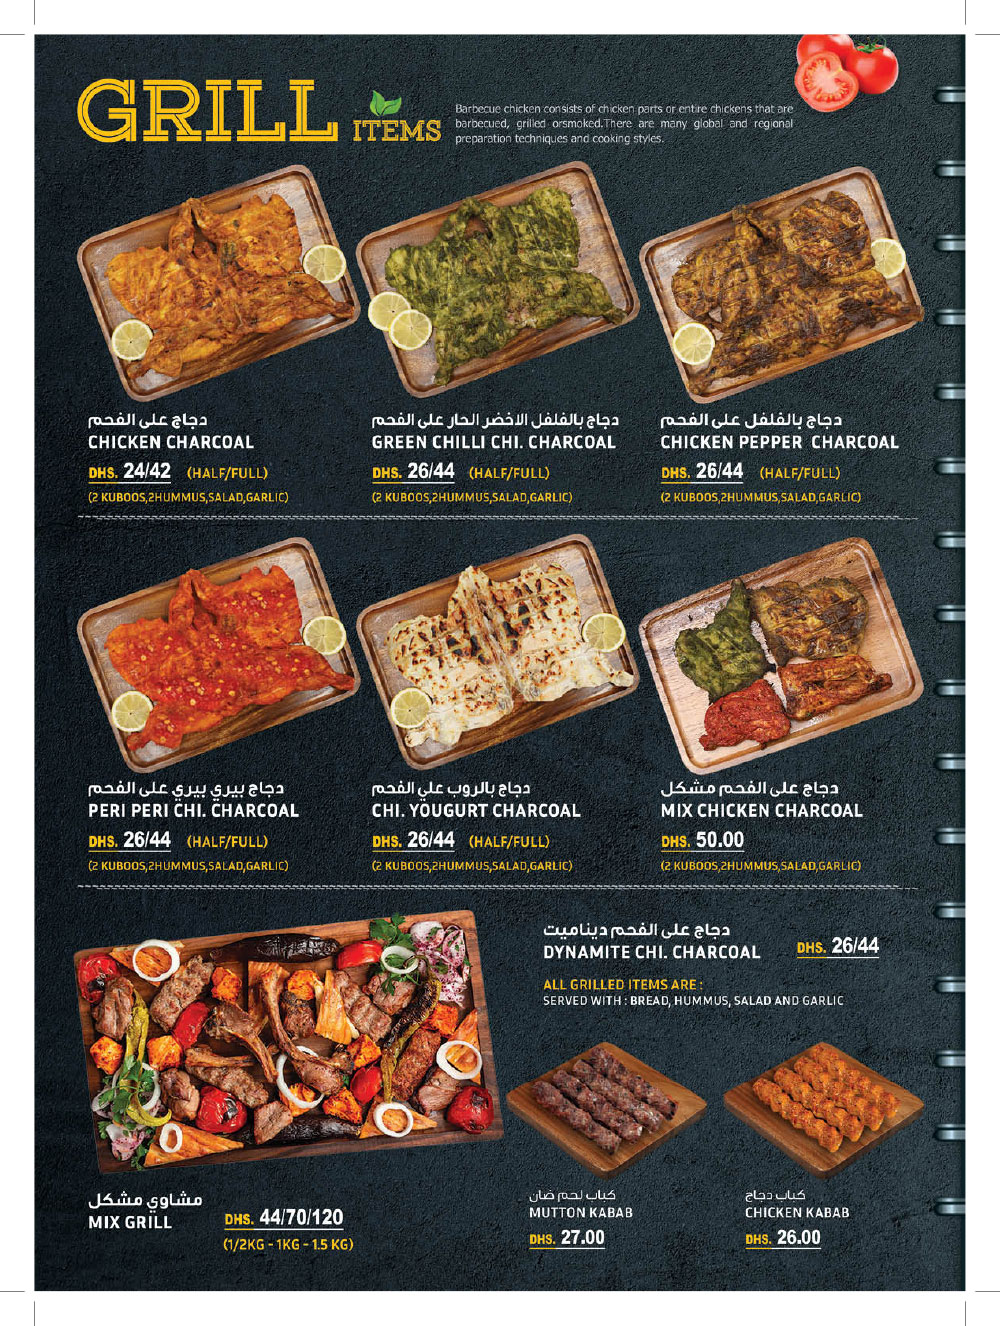 GRILL ITEMS
Barbecue chicken consists of chicken parts or entire chickens that are
barbecued, grilled orsmoked.There are many global and regional
preparation techniques and cooking styles.
دجاج على الفحم
CHICKEN CHARCOAL
DHS. 24/42 (HALF/FULL)
(2 KUBOOS,2HUMMUS,SALAD,GARLIC)
دجاج بالفلفل الاخضر الحار على الفحم
GREEN CHILLI CHI. CHARCOAL
DHS. 26/44 (HALF/FULL)
(2 KUBOOS,2HUMMUS,SALAD,GARLIC)
دجاج بالفلفل على الفحم
CHICKEN PEPPER CHARCOAL
DHS. 26/44 (HALF/FULL)
(2 KUBOOS,2HUMMUS,SALAD,GARLIC)
دجاج بيري بيري على الفحم
PERI PERI CHI. CHARCOAL
DHS. 26/44 (HALF/FULL)
(2 KUBOOS,2HUMMUS,SALAD,GARLIC)
دجاج بالروب علي الفحم
CHI. YOUGURT CHARCOAL
DHS. 26/44 (HALF/FULL)
(2 KUBOOS,2HUMMUS,SALAD,GARLIC)
دجاج على الفحم مشكل
MIX CHICKEN CHARCOAL
DHS. 50.00
(2 KUBOOS,2HUMMUS,SALAD,GARLIC)
دجاج على الفحم ديناميت
DYNAMITE CHI. CHARCOAL
DHS. 26/44
ALL GRILLED ITEMS ARE :
SERVED WITH : BREAD, HUMMUS, SALAD AND GARLIC
مشاوي مشكل
MIX GRILL
DHS. 44/70/120
(1/2KG - 1KG - 1.5 KG)
كباب لحم ضان
MUTTON KABAB
DHS. 27.00
كباب دجاج
CHICKEN KABAB
DHS. 26.00